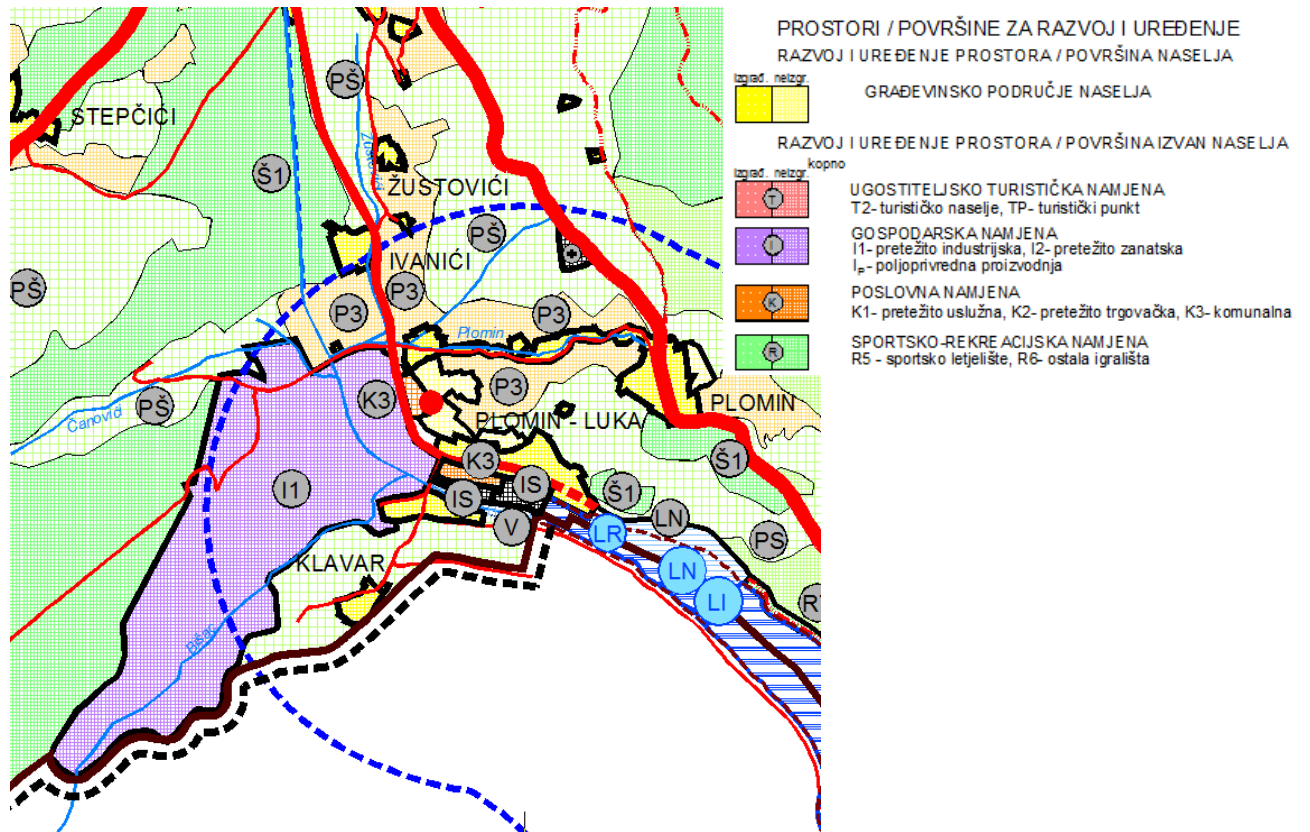 STEPČIĆI
PŠ
Š1
ŽUSTOVIĆI
PŠ
IVANIĆI
PŠ
P3
P3
Plomin
P3
P3
PŠ
Čanović
K3
PLOMIN
PLOMIN - LUKA
Š1
K3
I1
IS
IS
Š1
V
LN
LR
PS
KLAVAR
LN
LI
R
Bišac
PROSTORI / POVRŠINE ZA RAZVOJ I UREĐENJE
RAZVOJ I UREĐENJE PROSTORA / POVRŠINA NASELJA
Izgrađ. neizgr.
GRAĐEVINSKO PODRUČJE NASELJA
RAZVOJ I UREĐENJE PROSTORA / POVRŠINA IZVAN NASELJA
kopno
Izgrađ. neizgr.
T
UGOSTITELJSKO TURISTIČKA NAMJENA
T2- turističko naselje, TP- turistički punkt
I
GOSPODARSKA NAMJENA
I1- pretežito industrijska, I2- pretežito zanatska
IP- poljoprivredna proizvodnja
K
POSLOVNA NAMJENA
K1- pretežito uslužna, K2- pretežito trgovačka, K3- komunalna
R
SPORTSKO-REKREACIJSKA NAMJENA
R5 - sportsko letjelište, R6- ostala igrališta